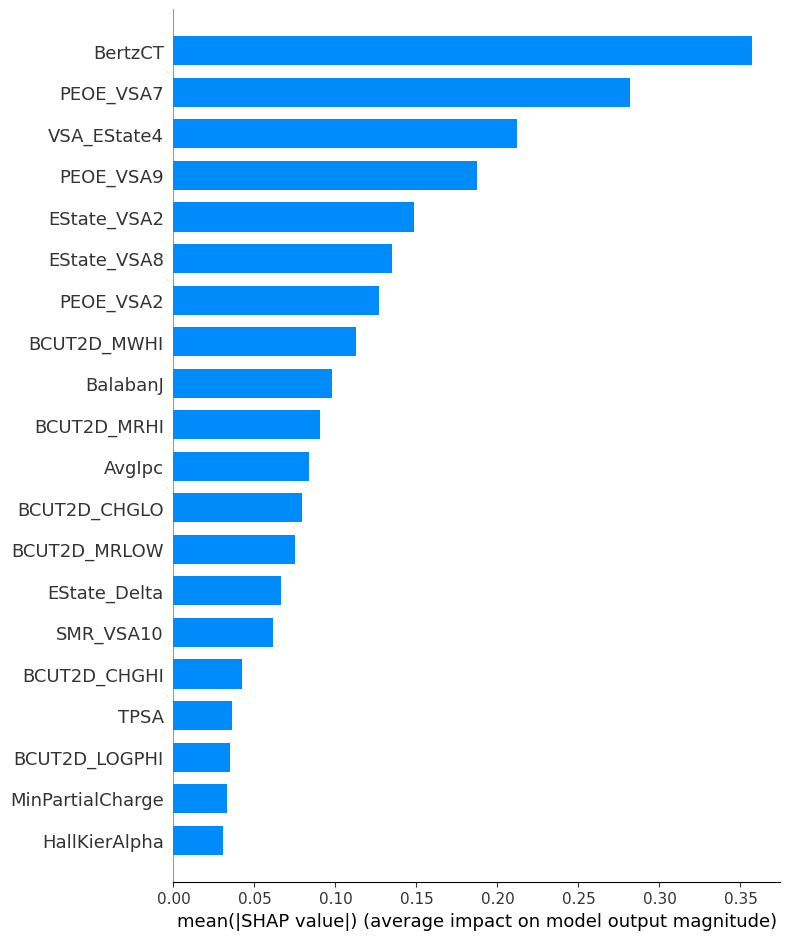 BertzCT
PEOE_VSA7
VSA_EState4
PEOE_VSA9
EState_VSA2
EState_VSA8
PEOE_VSA2
BCUT2D_MWHI
BalabanJ
BCUT2D_MRHI
AvgIpc
BCUT2D_CHGLO
BCUT2D_MRLOW
EState_Delta
SMR_VSA10
BCUT2D_CHGHI
TPSA
BCUT2D_LOGPHI
MinPartialCharge
HallKierAlpha
0.00 0.05 0.10 0.15 0.20 0.25 0.30 0.35
mean(|SHAP value|) (average impact on model output magnitude)